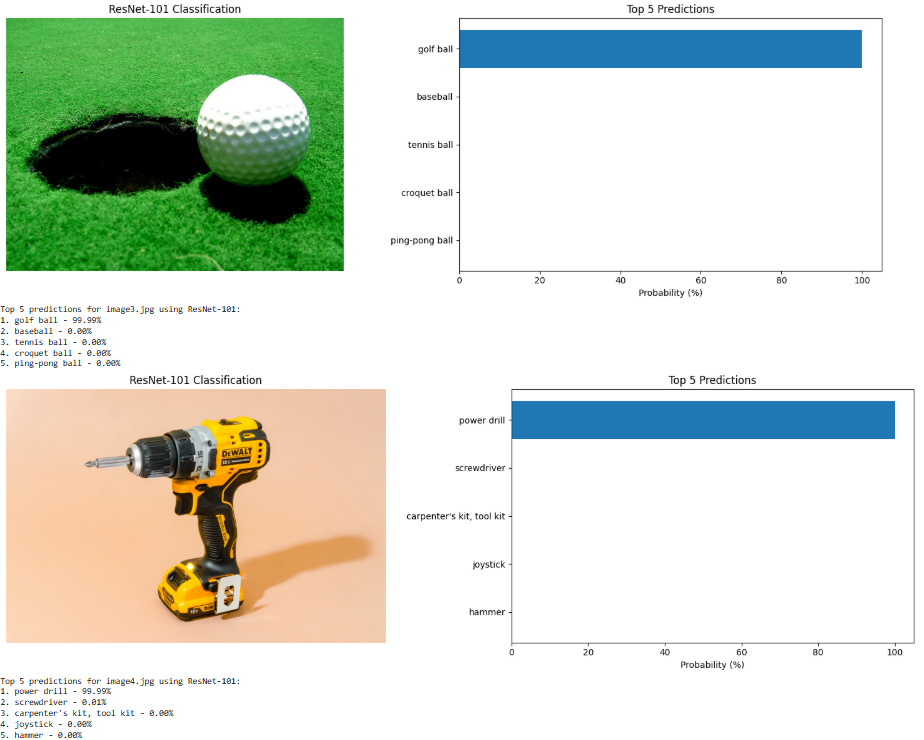 ResNet-101 Classification
Top 5 Predictions
golf ball
baseball
tennis ball
croquet ball
ping-pong ball
0 20 40 60 80 100
Probability (%)
Top 5 predictions for image3.jpg using ResNet-101:
1. golf ball - 99.99%
2. baseball - 0.00%
3. tennis ball - 0.00%
4. croquet ball - 0.00%
5. ping-pong ball - 0.00%
ResNet-101 Classification
Top 5 Predictions
DEWALT
power drill
screwdriver
carpenter's kit, tool kit
joystick
hammer
0 20 40 60 80 100
Probability (%)
Top 5 predictions for image4.jpg using ResNet-101:
1. power drill - 99.99%
2. screwdriver - 0.01%
3. carpenter's kit, tool kit - 0.00%
4. joystick - 0.00%
5. hammer - 0.00%